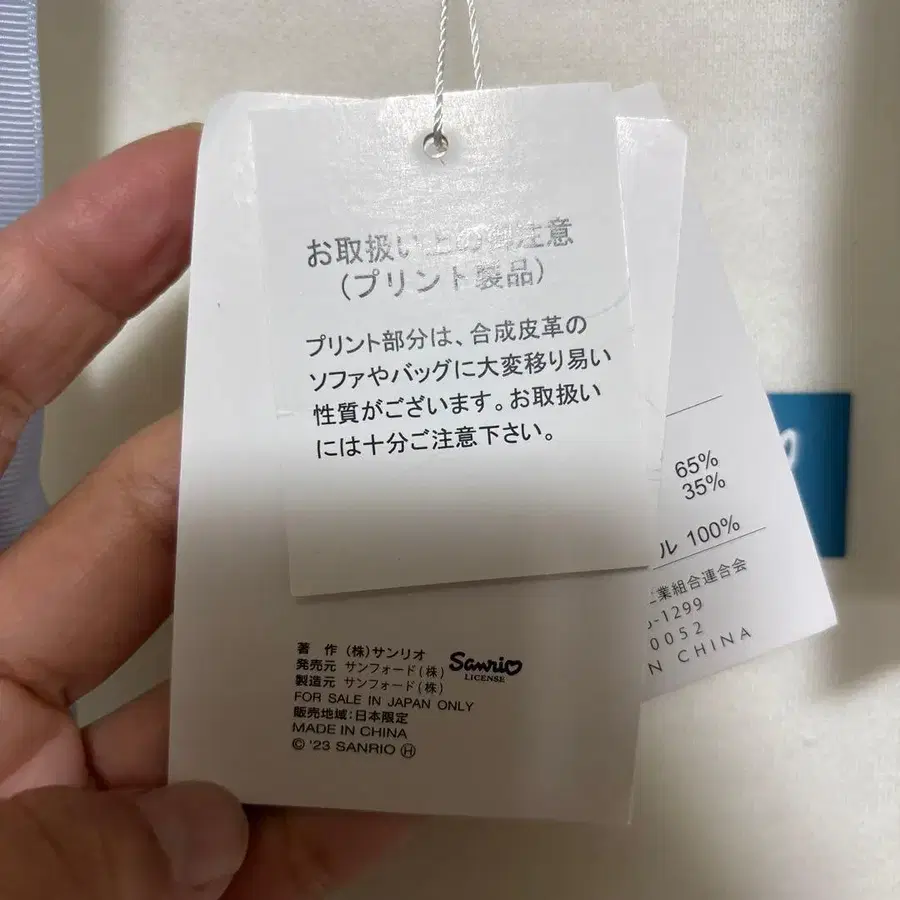 お取扱い上の御注意
(プリント製品)
プリント部分は、合成皮革の
ソファやバッグに大変移り易い
性質がございます。お取扱い
には十分ご注意下さい。
65%
35%
ル 100%
工業組合連合会
-1299
0052
N CHINA
著 作 (株)サンリオ
発売元 サンフォード(株)
製造元 サンフォード(株)
Sanrio
LICENSE
FOR SALE IN JAPAN ONLY
販売地域:日本限定
MADE IN CHINA
© '23 SANRIO Ⓗ